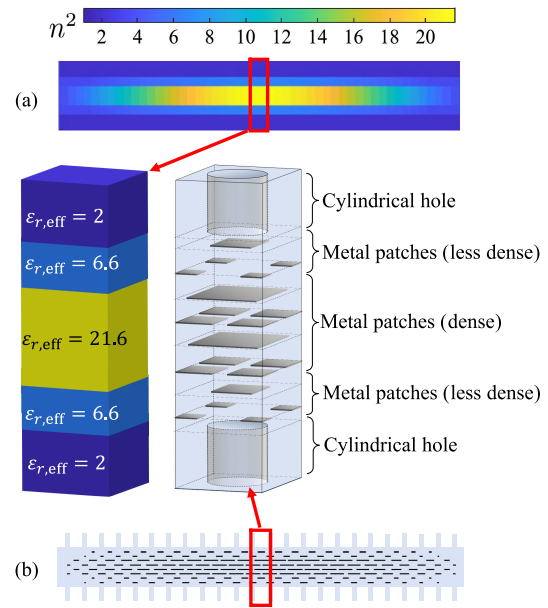 n² 2 4 6 8 10 12 14 16 18 20
(a)
εr,eff = 2
εr,eff = 6.6
εr,eff = 21.6
εr,eff = 6.6
εr,eff = 2
Cylindrical hole
Metal patches (less dense)
Metal patches (dense)
Metal patches (less dense)
Cylindrical hole
(b)